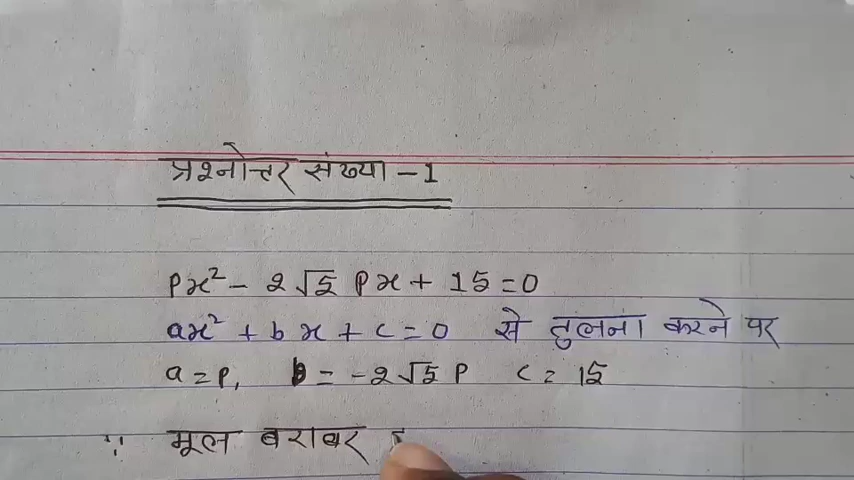 प्रश्नोत्तर संख्या - 1
px² - 2√5 px + 15 = 0
ax² + bx + c = 0 से तुलना करने पर
a = p, b = -2√5 p c = 15
∵ मूल बराबर